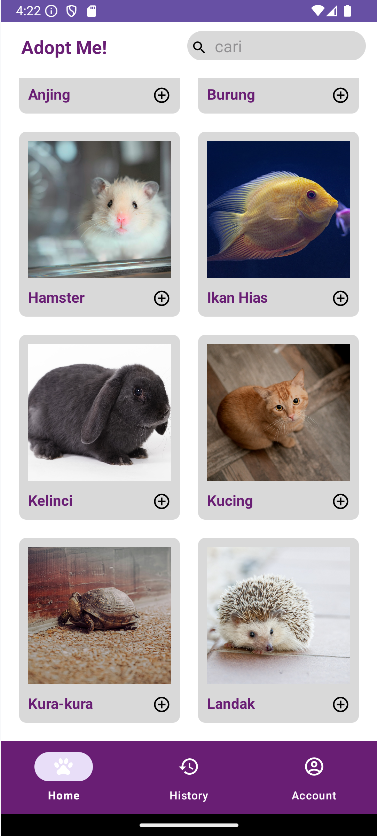 4:22
Adopt Me!
cari
Anjing
Burung
Hamster
Ikan Hias
Kelinci
Kucing
Kura-kura
Landak
Home
History
Account